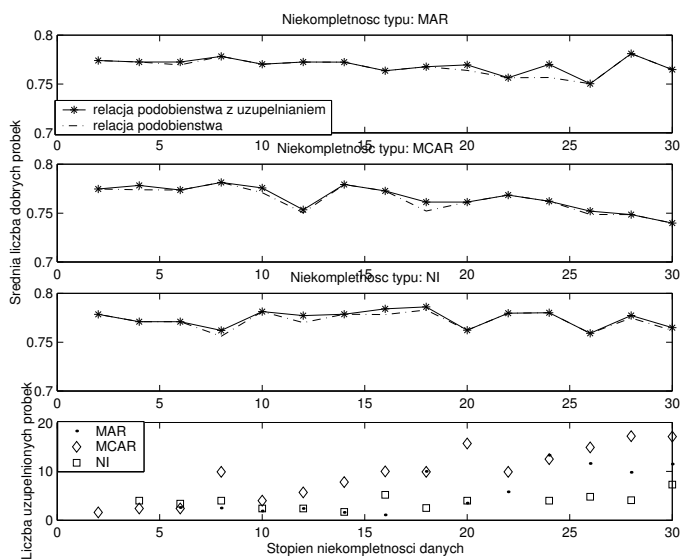 Niekompletnosc typu: MAR
0.8
0.75
0.7
0 5 10 15 20 25 30
relacja podobienstwa z uzupelnianiem
relacja podobienstwa
Niekompletnosc typu: MCAR
0.8
0.75
0.7
0 5 10 15 20 25 30
Srednia liczba dobrych probek
Niekompletnosc typu: NI
0.8
0.75
0.7
0 5 10 15 20 25 30
20
10
0
0 5 10 15 20 25 30
MAR
MCAR
NI
Liczba uzupelnionych probek
Stopien niekompletnosci danych